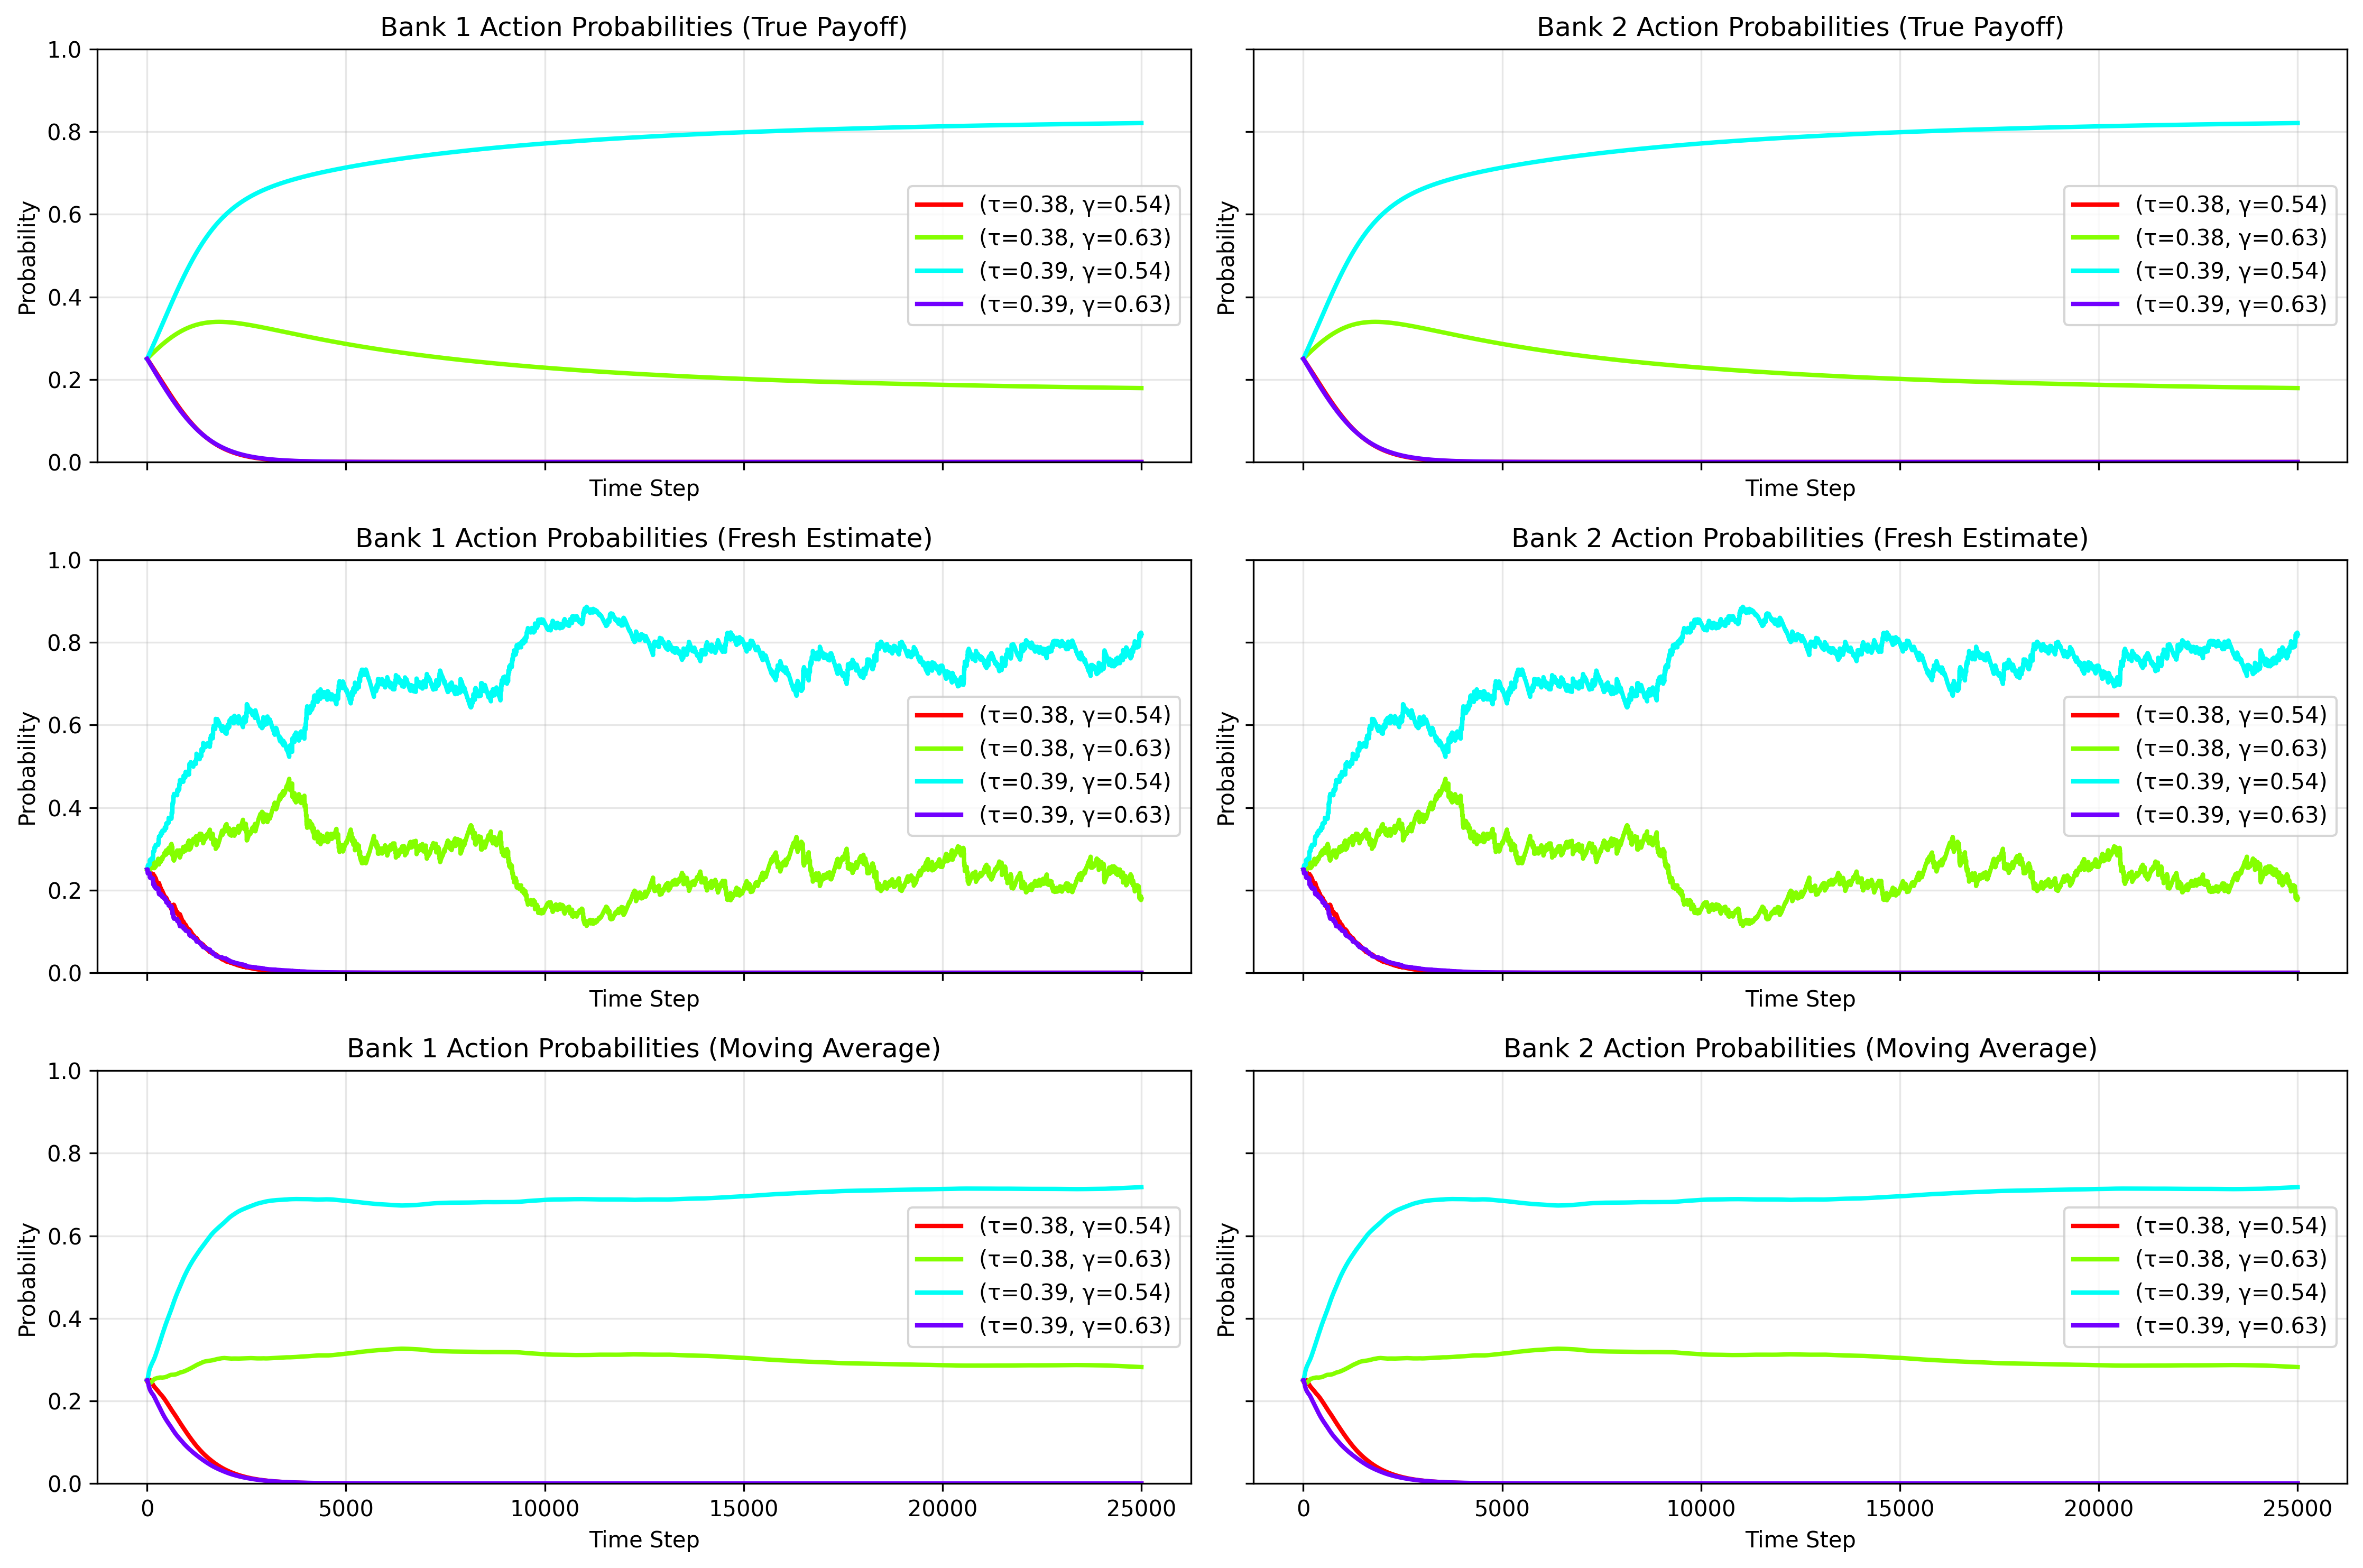 Bank 1 Action Probabilities (True Payoff)
1.0
0.8
0.6
0.4
0.2
0.0
Probability
Time Step
(τ=0.38, γ=0.54)
(τ=0.38, γ=0.63)
(τ=0.39, γ=0.54)
(τ=0.39, γ=0.63)
Bank 2 Action Probabilities (True Payoff)
Probability
Time Step
(τ=0.38, γ=0.54)
(τ=0.38, γ=0.63)
(τ=0.39, γ=0.54)
(τ=0.39, γ=0.63)
Bank 1 Action Probabilities (Fresh Estimate)
1.0
0.8
0.6
0.4
0.2
0.0
Probability
Time Step
(τ=0.38, γ=0.54)
(τ=0.38, γ=0.63)
(τ=0.39, γ=0.54)
(τ=0.39, γ=0.63)
Bank 2 Action Probabilities (Fresh Estimate)
Probability
Time Step
(τ=0.38, γ=0.54)
(τ=0.38, γ=0.63)
(τ=0.39, γ=0.54)
(τ=0.39, γ=0.63)
Bank 1 Action Probabilities (Moving Average)
1.0
0.8
0.6
0.4
0.2
0.0
Probability
(τ=0.38, γ=0.54)
(τ=0.38, γ=0.63)
(τ=0.39, γ=0.54)
(τ=0.39, γ=0.63)
0 5000 10000 15000 20000 25000
Time Step
Bank 2 Action Probabilities (Moving Average)
Probability
(τ=0.38, γ=0.54)
(τ=0.38, γ=0.63)
(τ=0.39, γ=0.54)
(τ=0.39, γ=0.63)
0 5000 10000 15000 20000 25000
Time Step